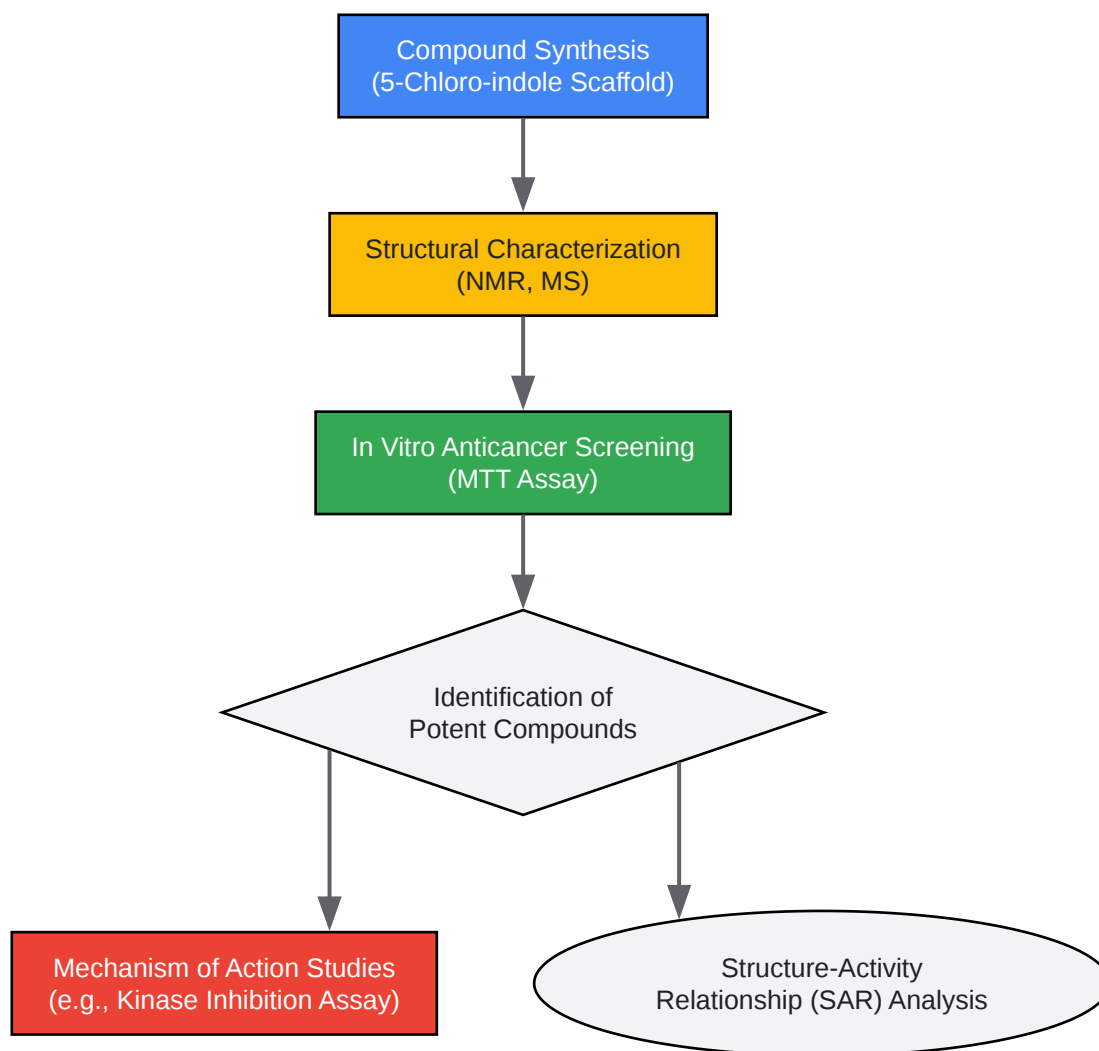 Compound Synthesis
(5-Chloro-indole Scaffold)
Structural Characterization
(NMR, MS)
In Vitro Anticancer Screening
(MTT Assay)
Identification of
Potent Compounds
Mechanism of Action Studies
(e.g., Kinase Inhibition Assay)
Structure-Activity
Relationship (SAR) Analysis